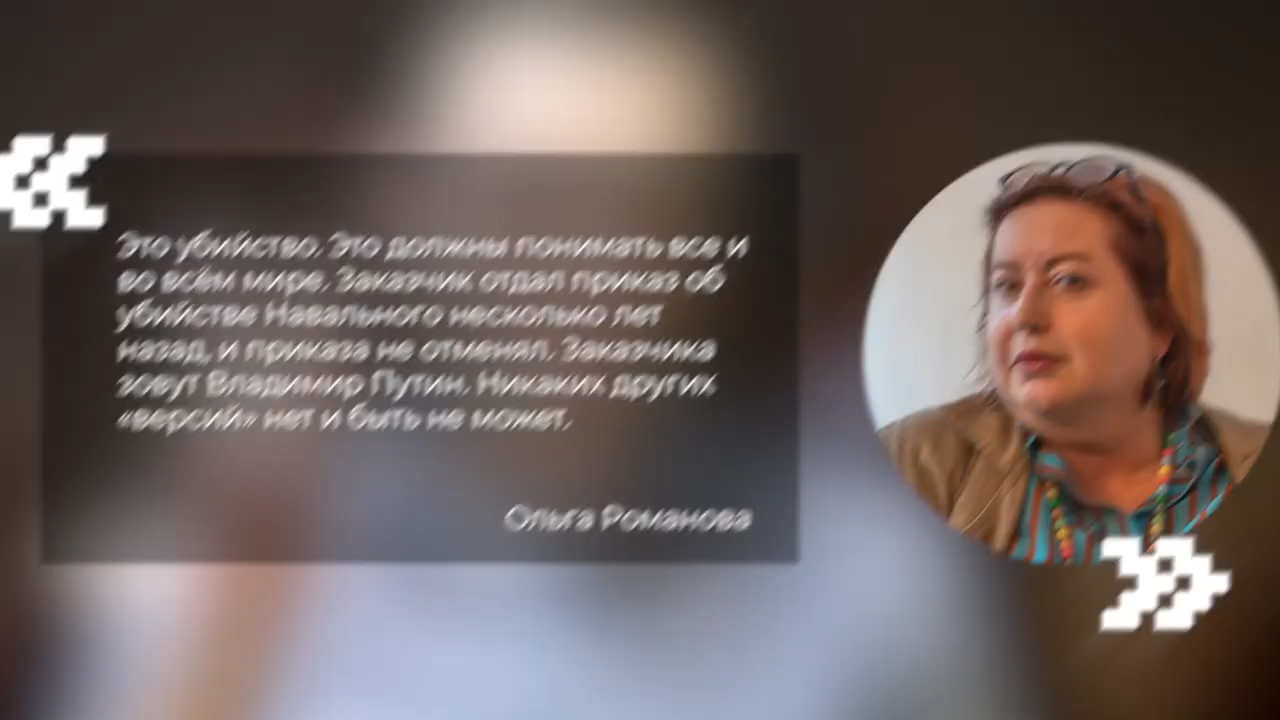 Это убийство. Это должны понимать все и
во всём мире. Заказчик отдал приказ об
убийстве Навального несколько лет
назад, и приказа не отменял. Заказчика
зовут Владимир Путин. Никаких других
«версий» нет и быть не может.
Ольга Романова